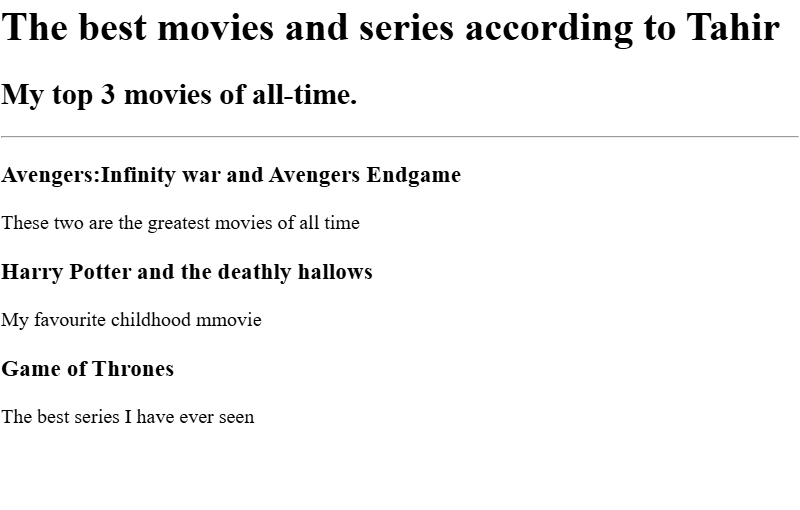 The best movies and series according to Tahir
My top 3 movies of all-time.
Avengers:Infinity war and Avengers Endgame
These two are the greatest movies of all time
Harry Potter and the deathly hallows
My favourite childhood mmovie
Game of Thrones
The best series I have ever seen